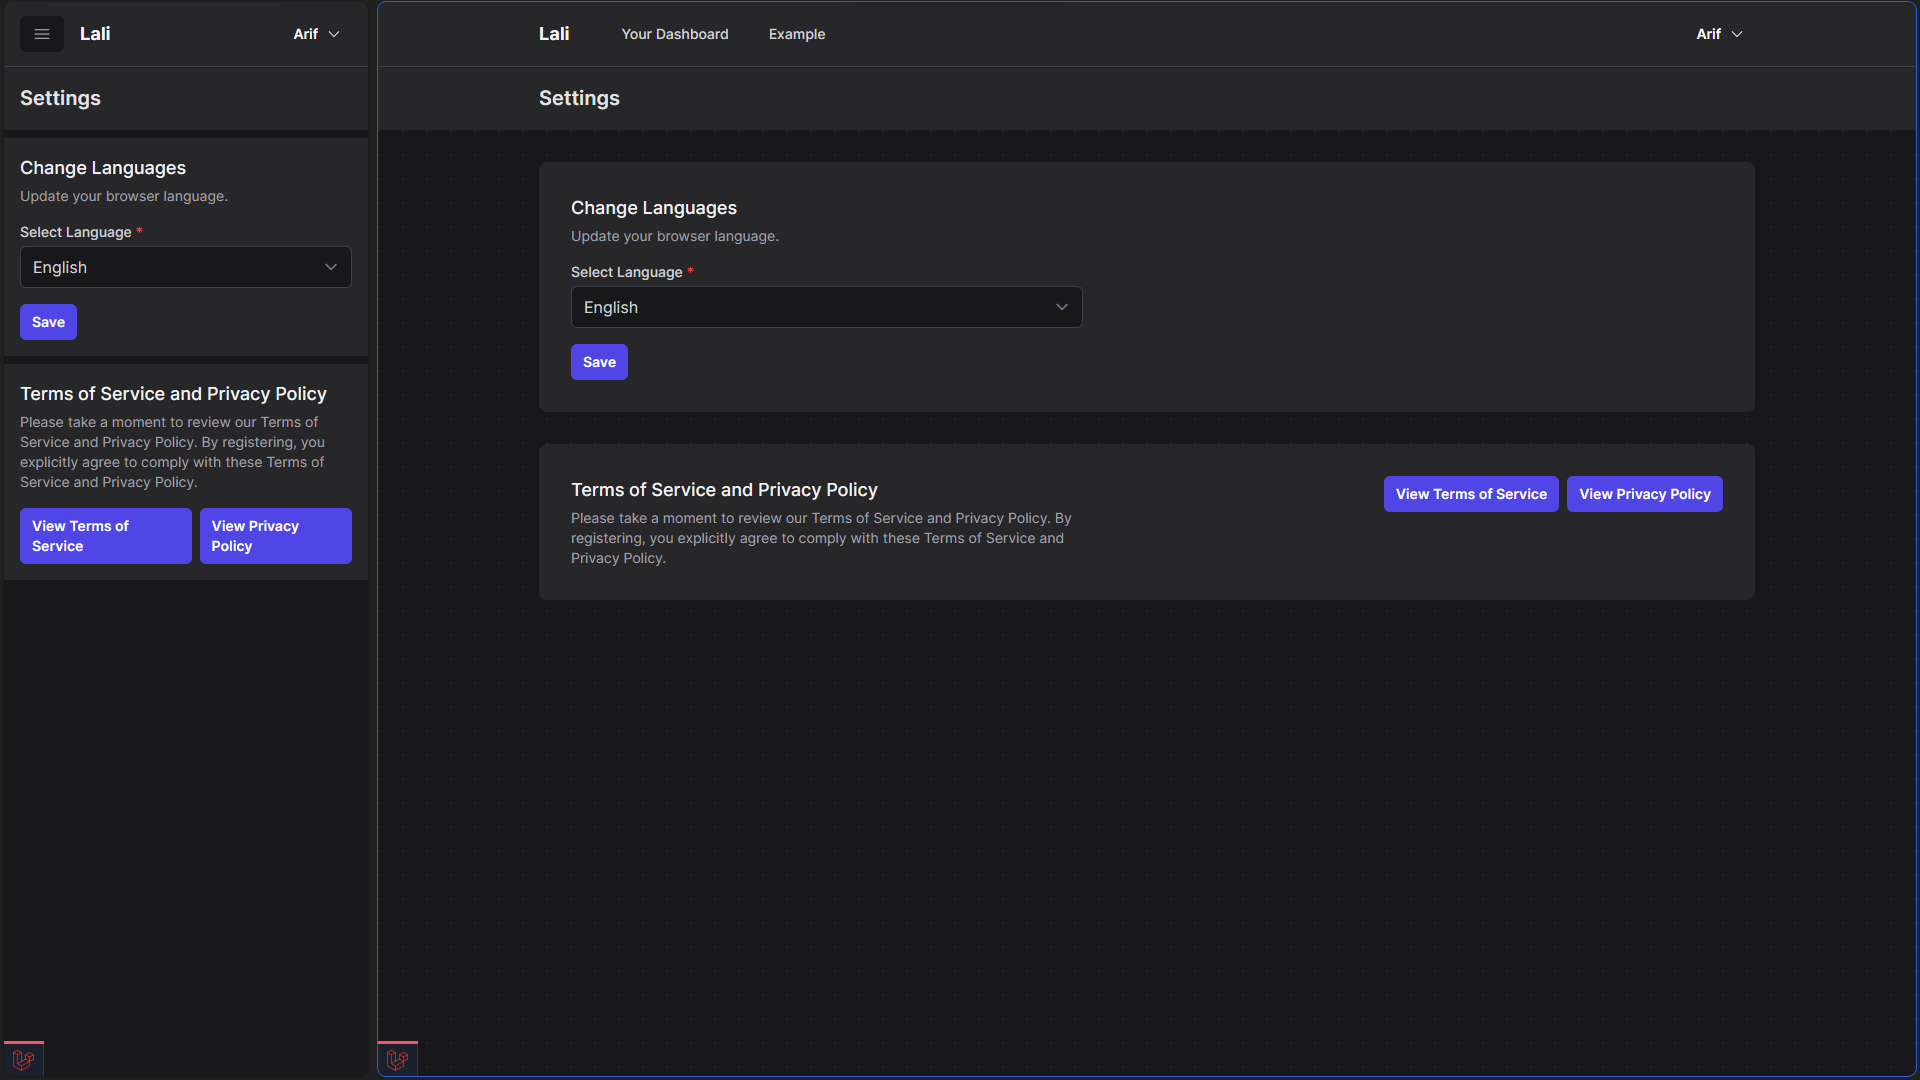 Lali
Arif
Settings
Change Languages
Update your browser language.
Select Language *
English
Save
Terms of Service and Privacy Policy
Please take a moment to review our Terms of
Service and Privacy Policy. By registering, you
explicitly agree to comply with these Terms of
Service and Privacy Policy.
View Terms of
Service
View Privacy
Policy
Lali
Your Dashboard
Example
Arif
Settings
Change Languages
Update your browser language.
Select Language *
English
Save
Terms of Service and Privacy Policy
Please take a moment to review our Terms of Service and Privacy Policy. By
registering, you explicitly agree to comply with these Terms of Service and
Privacy Policy.
View Terms of Service
View Privacy Policy